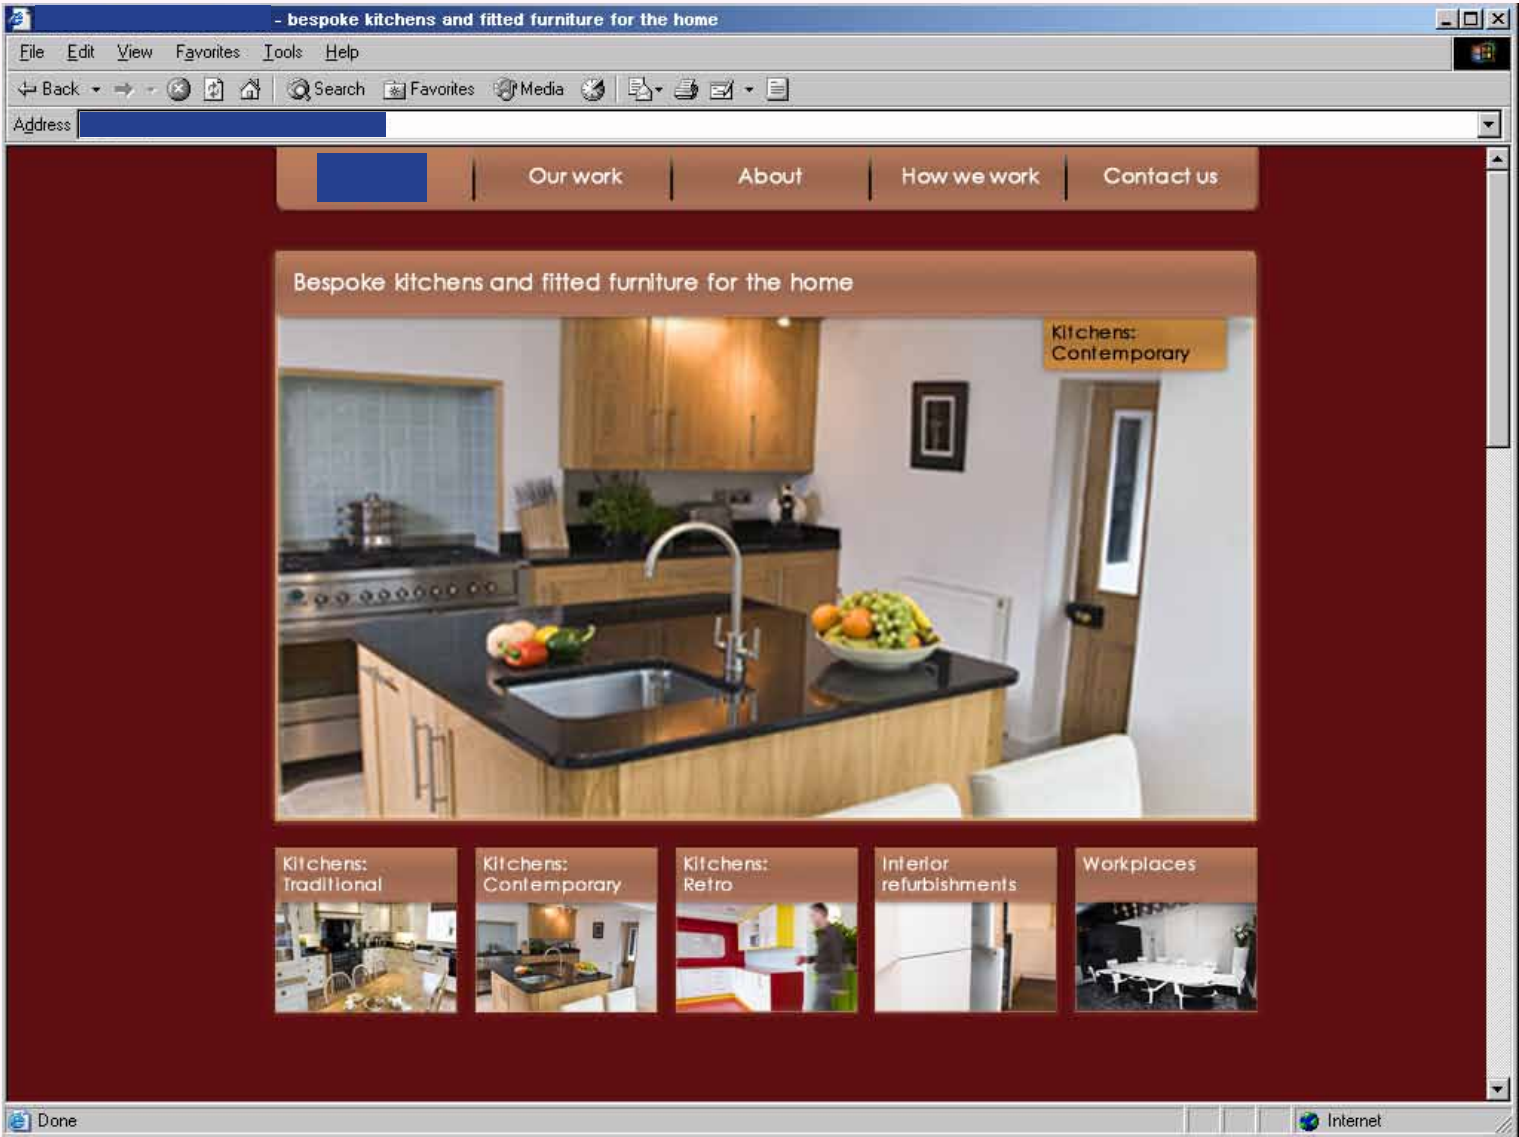 - bespoke kitchens and fitted furniture for the home
File Edit View Favorites Tools Help
Back Search Favorites Media
Address
Our work About How we work Contact us
Bespoke kitchens and fitted furniture for the home
Kitchens:
Contemporary
Kitchens:
Traditional
Kitchens:
Contemporary
Kitchens:
Retro
Interior
refurbishments
Workplaces
Done Internet